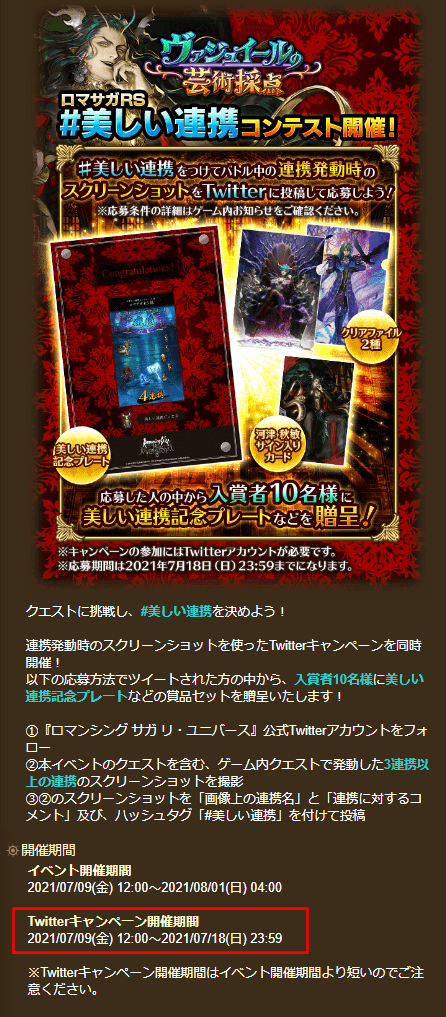 ヴァジュイールの
芸術採点
ロマサガRS
#美しい連携コンテスト開催!
#美しい連携をつけてバトル中の連携発動時の
スクリーンショットをTwitterに投稿して応募しよう!
※応募条件の詳細はゲーム内お知らせをご確認ください。
Congratulations!
4連携
クリアファイル
2種
美しい連携
記念プレート
河津 秋敏
サイン入り
カード
応募した人の中から入賞者10名様に
美しい連携記念プレートなどを贈呈!
※キャンペーンの参加にはTwitterアカウントが必要です。
※応募期間は2021年7月18日(日)23:59までになります。
クエストに挑戦し、#美しい連携を決めよう!
連携発動時のスクリーンショットを使ったTwitterキャンペーンを同時
開催!
以下の応募方法でツイートされた方の中から、入賞者10名様に美しい
連携記念プレートなどの賞品セットを贈呈いたします!
①『ロマンシング サガ リ・ユニバース』公式Twitterアカウントをフォ
ロー
②本イベントのクエストを含む、ゲーム内クエストで発動した3連携以
上の連携のスクリーンショットを撮影
③②のスクリーンショットを「画像上の連携名」と「連携に対するコ
メント」及び、ハッシュタグ「#美しい連携」を付けて投稿
開催期間
イベント開催期間
2021/07/09(金) 12:00～2021/08/01(日) 04:00
Twitterキャンペーン開催期間
2021/07/09(金) 12:00～2021/07/18(日) 23:59
※Twitterキャンペーン開催期間はイベント開催期間より短いのでご注
意ください。